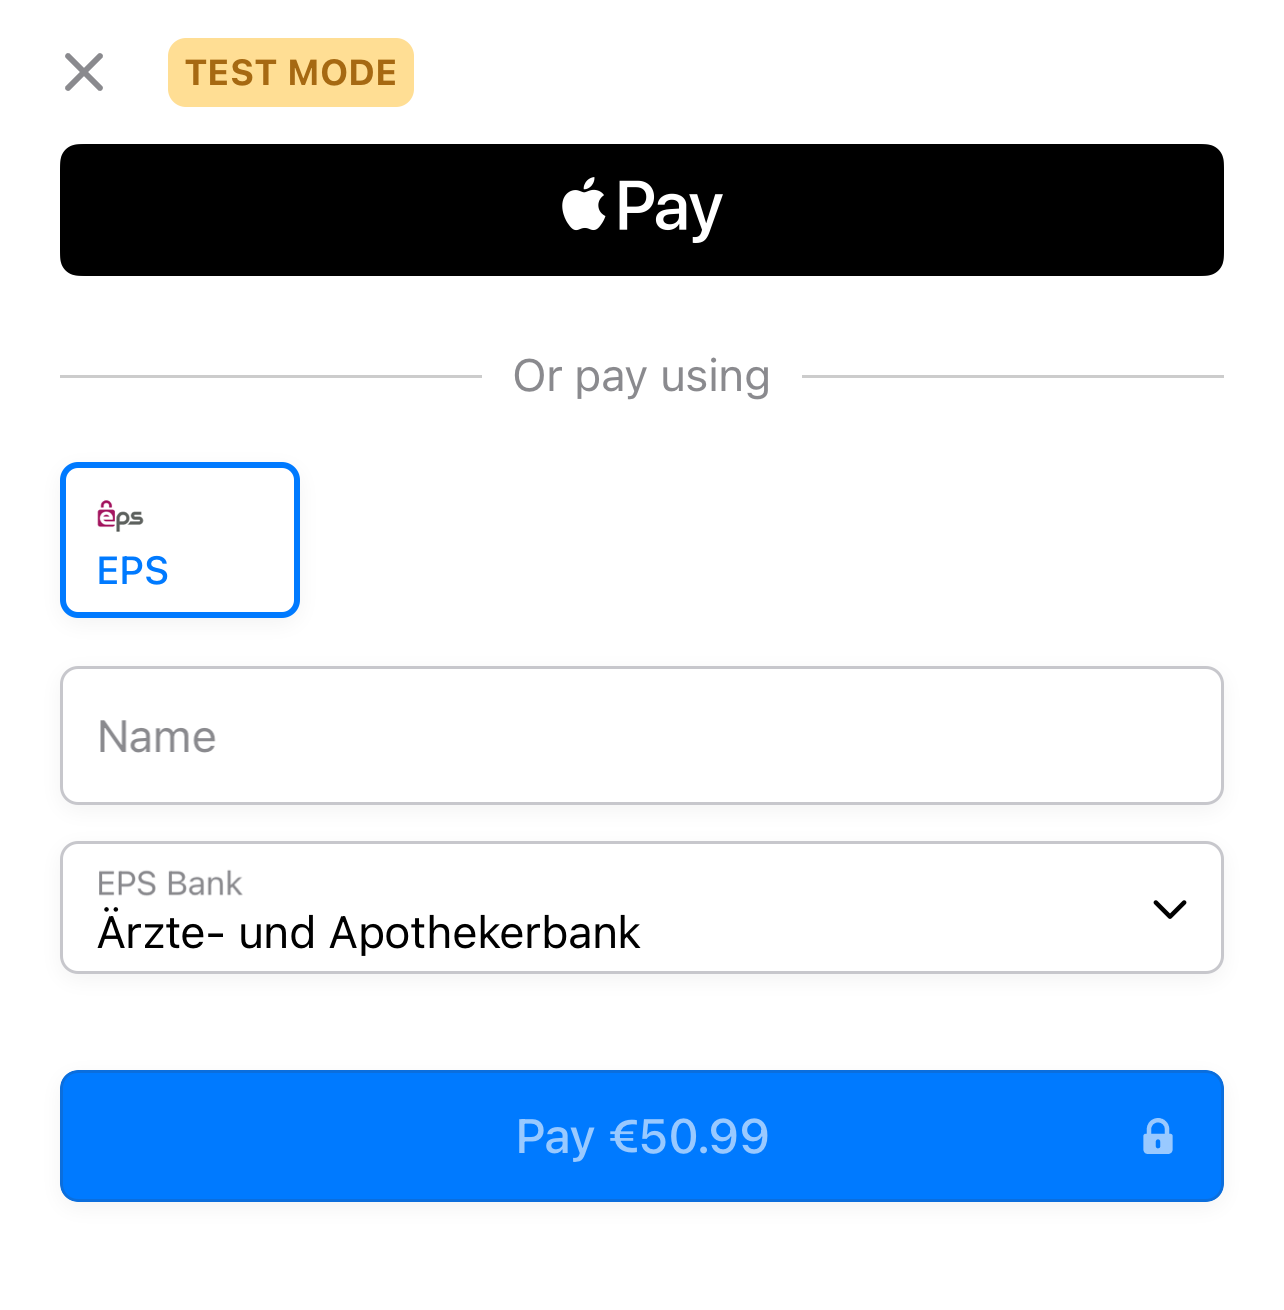 TEST MODE
Pay
Or pay using
eps
EPS
Name
EPS Bank
Ärzte- und Apothekerbank
Pay €50.99